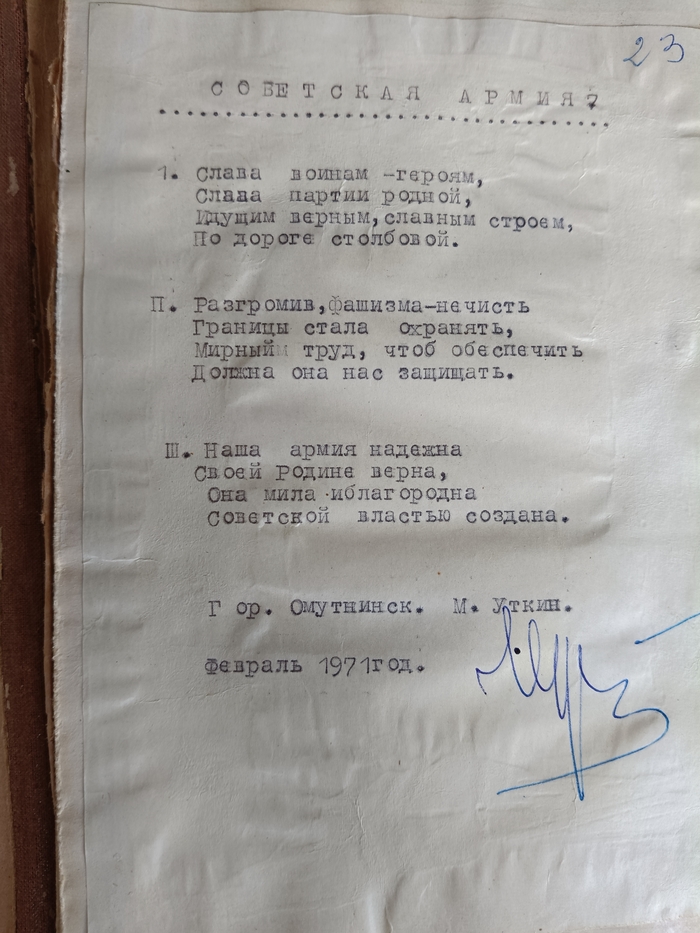 23
СОВЕТСКАЯ АРМИЯ
1. Слава воинам -героям,
Слава партии родной,
Идущим верным,славным строем,
По дороге столбовой.
П. Разгромив,фашизма-нечисть
Границы стала охранять,
Мирный труд, чтоб обеспечить
Должна она нас защищать.
Ш. Наша армия надежна
Своей Родине верна,
Она мила иблагородна
Советской властью создана.
Гор. Омутнинск. М. Уткин.
Февраль 1971год.